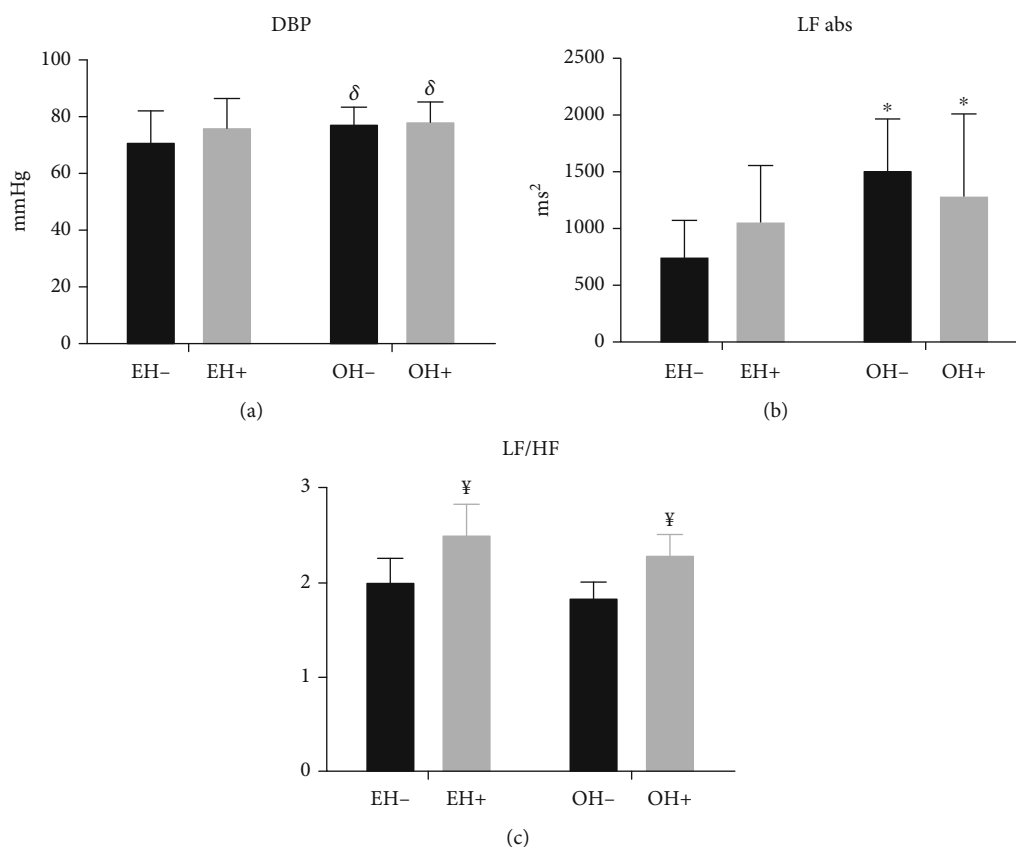 DBP
100
80
60
40
20
0
mmHg
δ
δ
EH– EH+ OH– OH+
(a)
LF abs
2500
2000
1500
1000
500
0
ms²
*
*
EH– EH+ OH– OH+
(b)
LF/HF
3
2
1
0
¥
¥
EH– EH+ OH– OH+
(c)